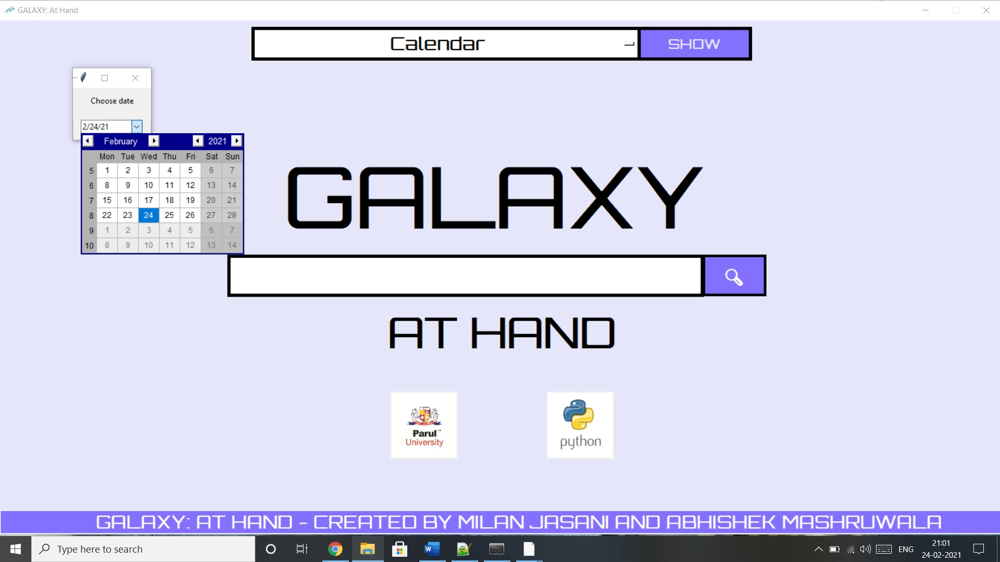 GALAXY: At Hand
Calendar
SHOW
Choose date
2/24/21
February 2021
Mon Tue Wed Thu Fri Sat Sun
5 1 2 3 4 5 6 7
6 8 9 10 11 12 13 14
7 15 16 17 18 19 20 21
8 22 23 24 25 26 27 28
9 1 2 3 4 5 6 7
10 8 9 10 11 12 13 14
GALAXY
AT HAND
Parul
University
python
GALAXY: AT HAND - CREATED BY MILAN JASANI AND ABHISHEK MASHRUWALA
Type here to search
ENG
21:01
24-02-2021